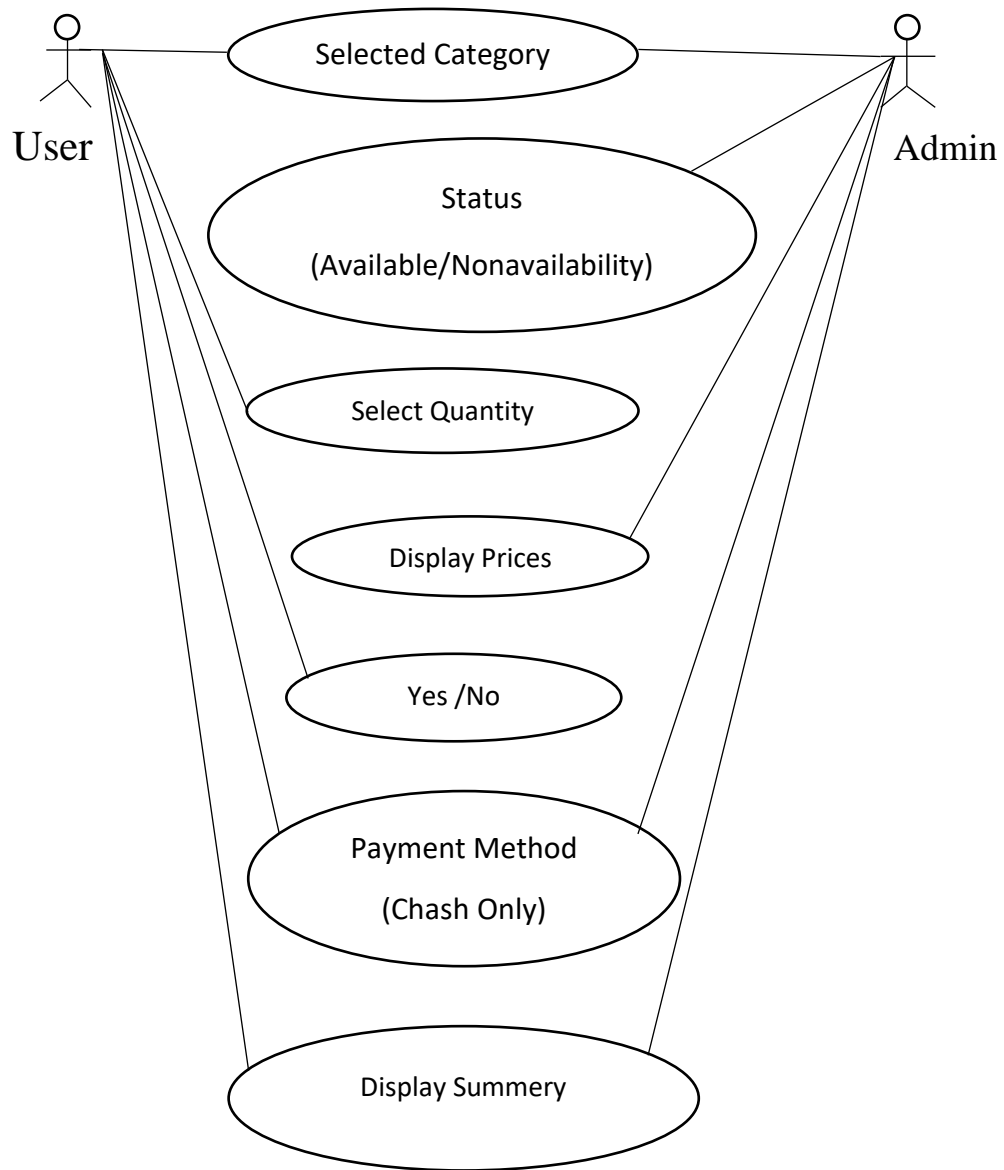 Selected Category
User
Admin
Status
(Available/Nonavailability)
Select Quantity
Display Prices
Yes /No
Payment Method
(Chash Only)
Display Summery